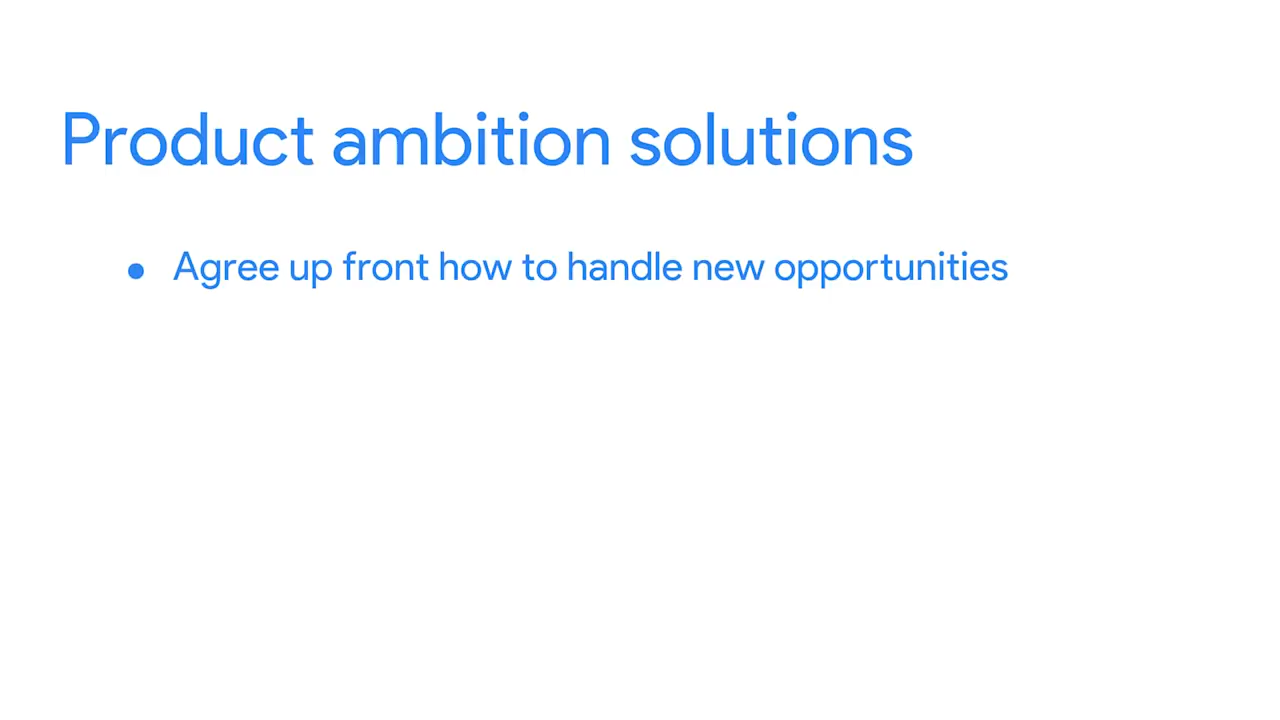 Product ambition solutions
● Agree up front how to handle new opportunities